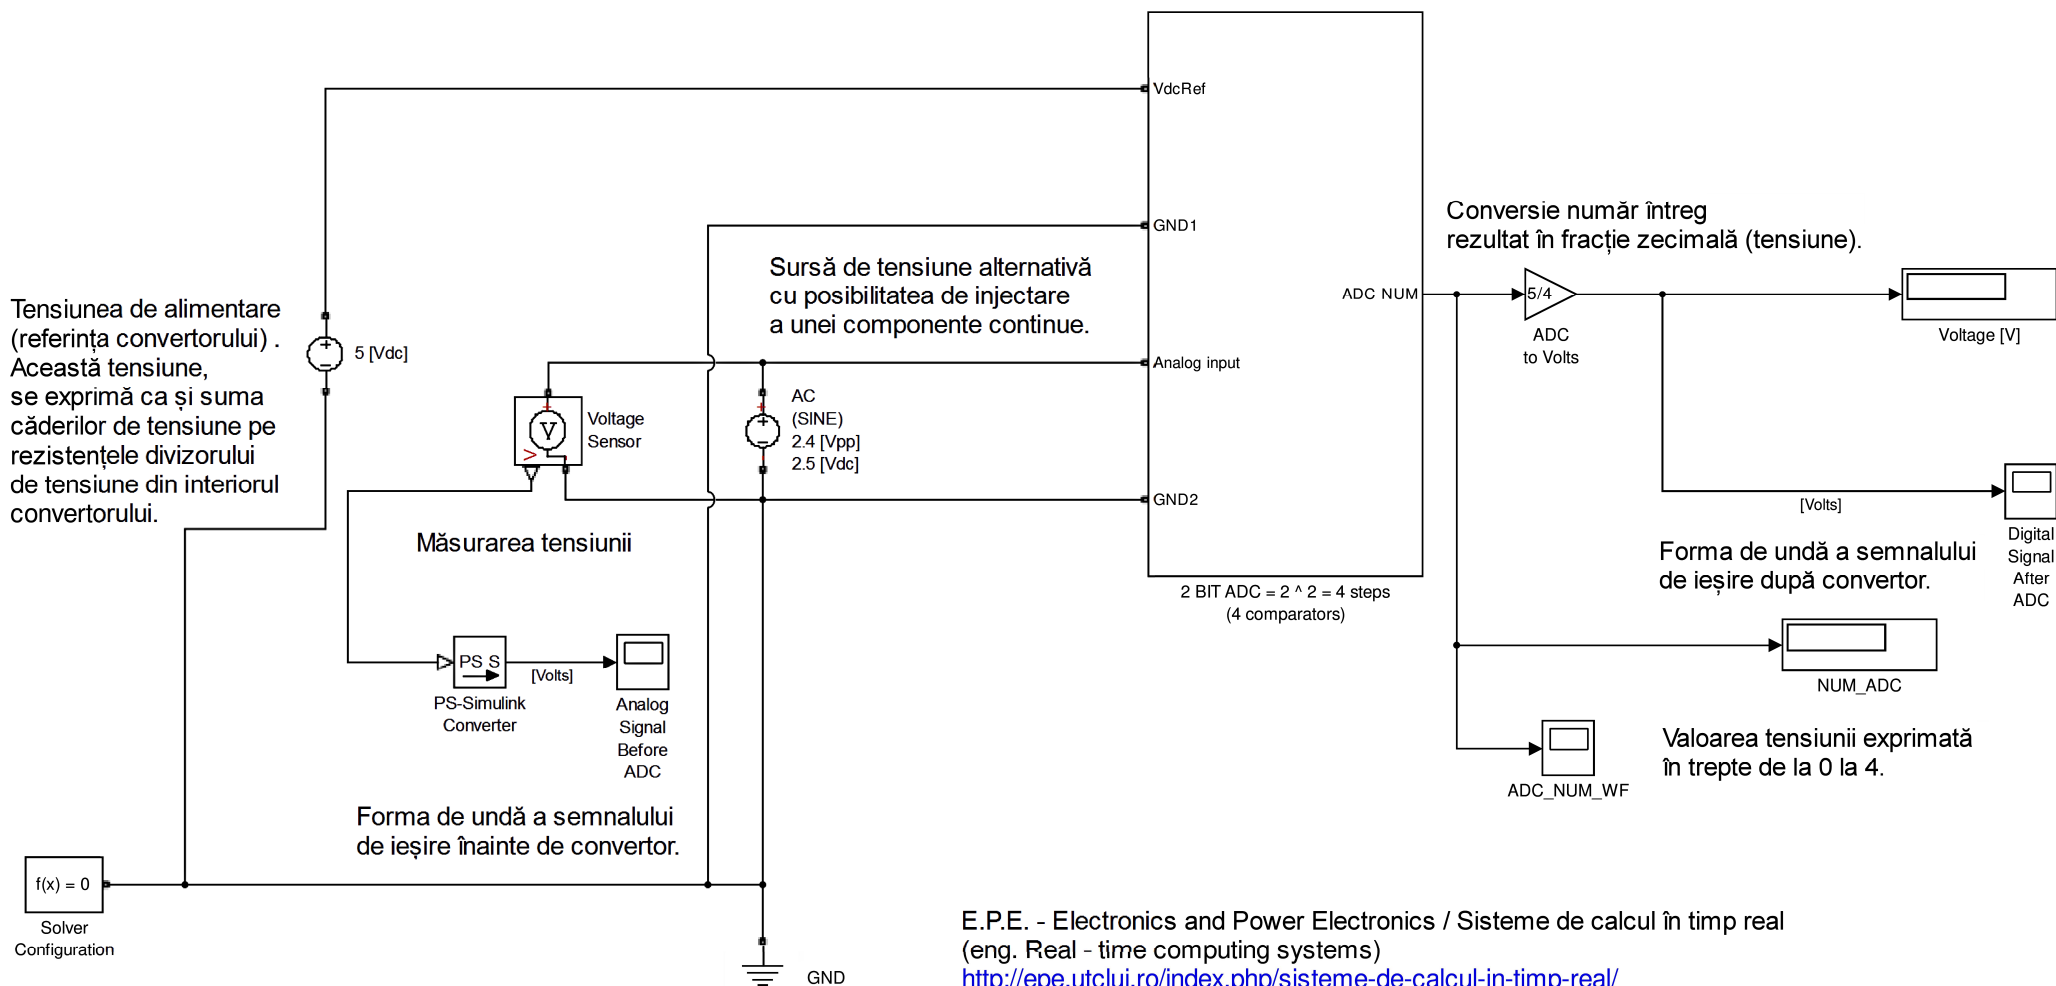 VdcRef
GND1
Analog input
GND2
ADC NUM
2 BIT ADC = 2 ^ 2 = 4 steps
(4 comparators)
Tensiunea de alimentare
(referința convertorului) .
Această tensiune,
se exprimă ca și suma
căderilor de tensiune pe
rezistențele divizorului
de tensiune din interiorul
convertorului.
5 [Vdc]
Sursă de tensiune alternativă
cu posibilitatea de injectare
a unei componente continue.
V
V
Voltage
Sensor
AC
(SINE)
2.4 [Vpp]
2.5 [Vdc]
Măsurarea tensiunii
PS S
PS-Simulink
Converter
[Volts]
Analog
Signal
Before
ADC
Forma de undă a semnalului
de ieșire înainte de convertor.
f(x) = 0
Solver
Configuration
GND
Conversie număr întreg
rezultat în fracție zecimală (tensiune).
5/4
ADC
to Volts
Voltage [V]
[Volts]
Digital
Signal
After
ADC
Forma de undă a semnalului
de ieșire după convertor.
NUM_ADC
Valoarea tensiunii exprimată
în trepte de la 0 la 4.
ADC_NUM_WF
E.P.E. - Electronics and Power Electronics / Sisteme de calcul în timp real
(eng. Real - time computing systems)
http://epe.utcluj.ro/index.php/sisteme-de-calcul-in-timp-real/